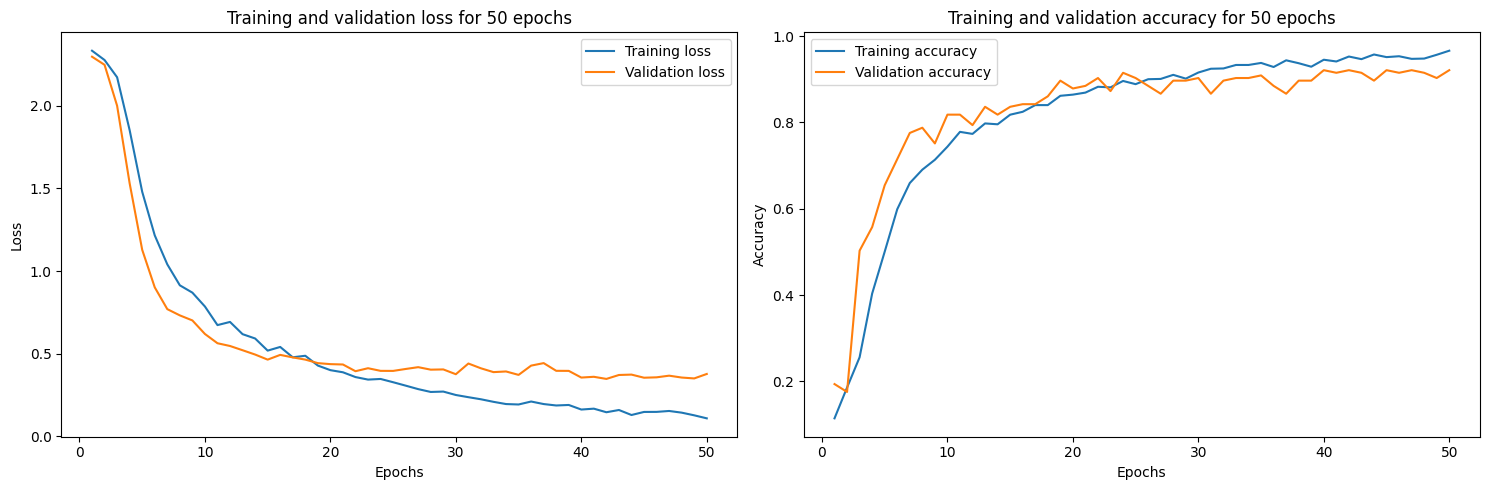 Training and validation loss for 50 epochs
Training loss
Validation loss
2.0
1.5
1.0
0.5
0.0
Loss
0
10
20
30
40
50
Epochs
Training and validation accuracy for 50 epochs
Training accuracy
Validation accuracy
1.0
0.8
0.6
0.4
0.2
Accuracy
0
10
20
30
40
50
Epochs